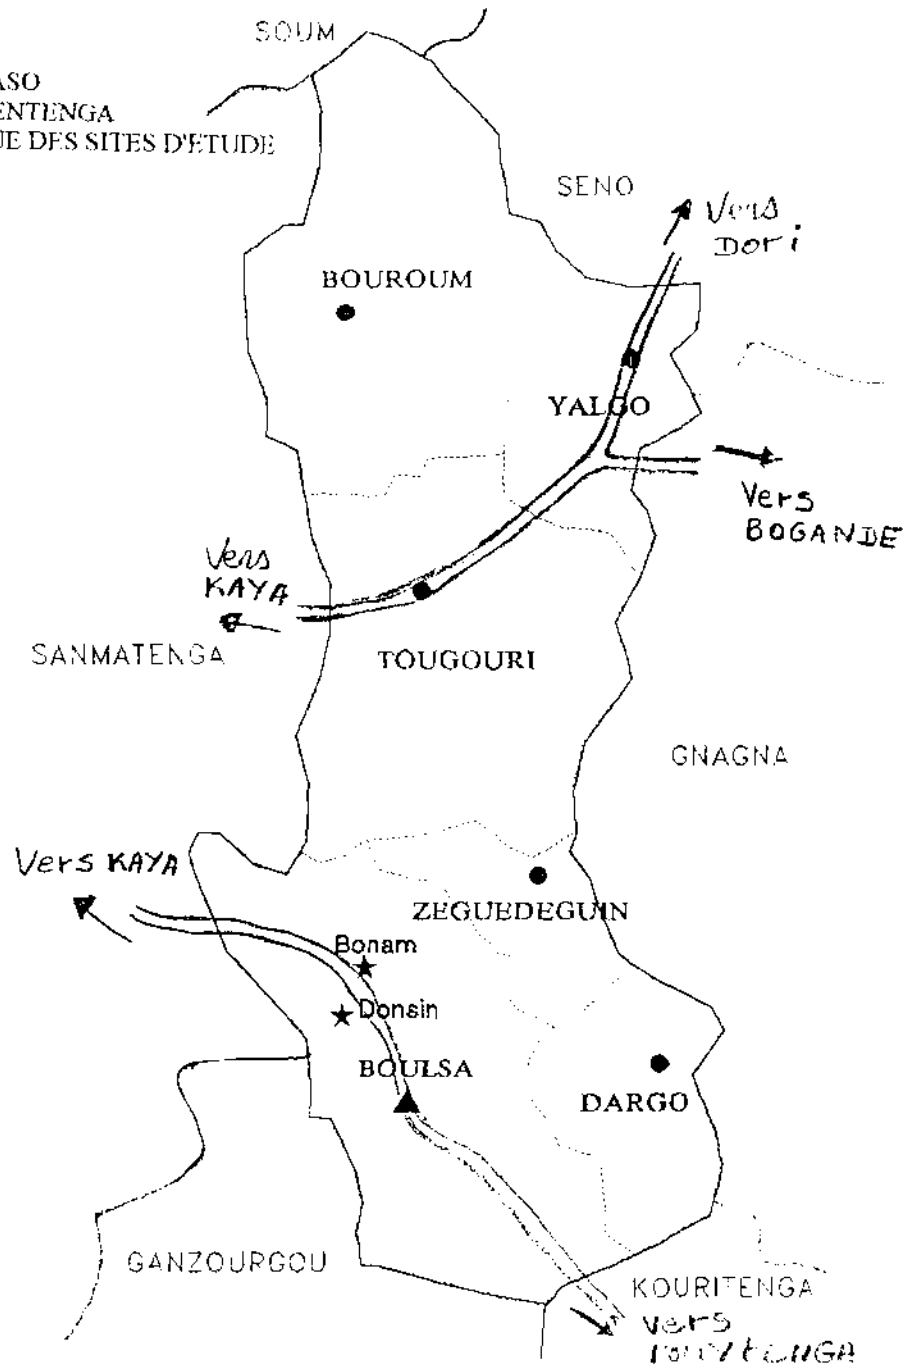 SOUM
ASO
ENTENGA
UE DES SITES D'ETUDE
SENO
Vers
Dori
BOUROUM
YALGO
Vers
BOGANDE
Vers
KAYA
SANMATENGA
TOUGOURI
GNAGNA
Vers KAYA
ZEGUEDEGUIN
Bonam
Donsin
BOULSA
DARGO
GANZOURGOU
KOURITENGA
vers